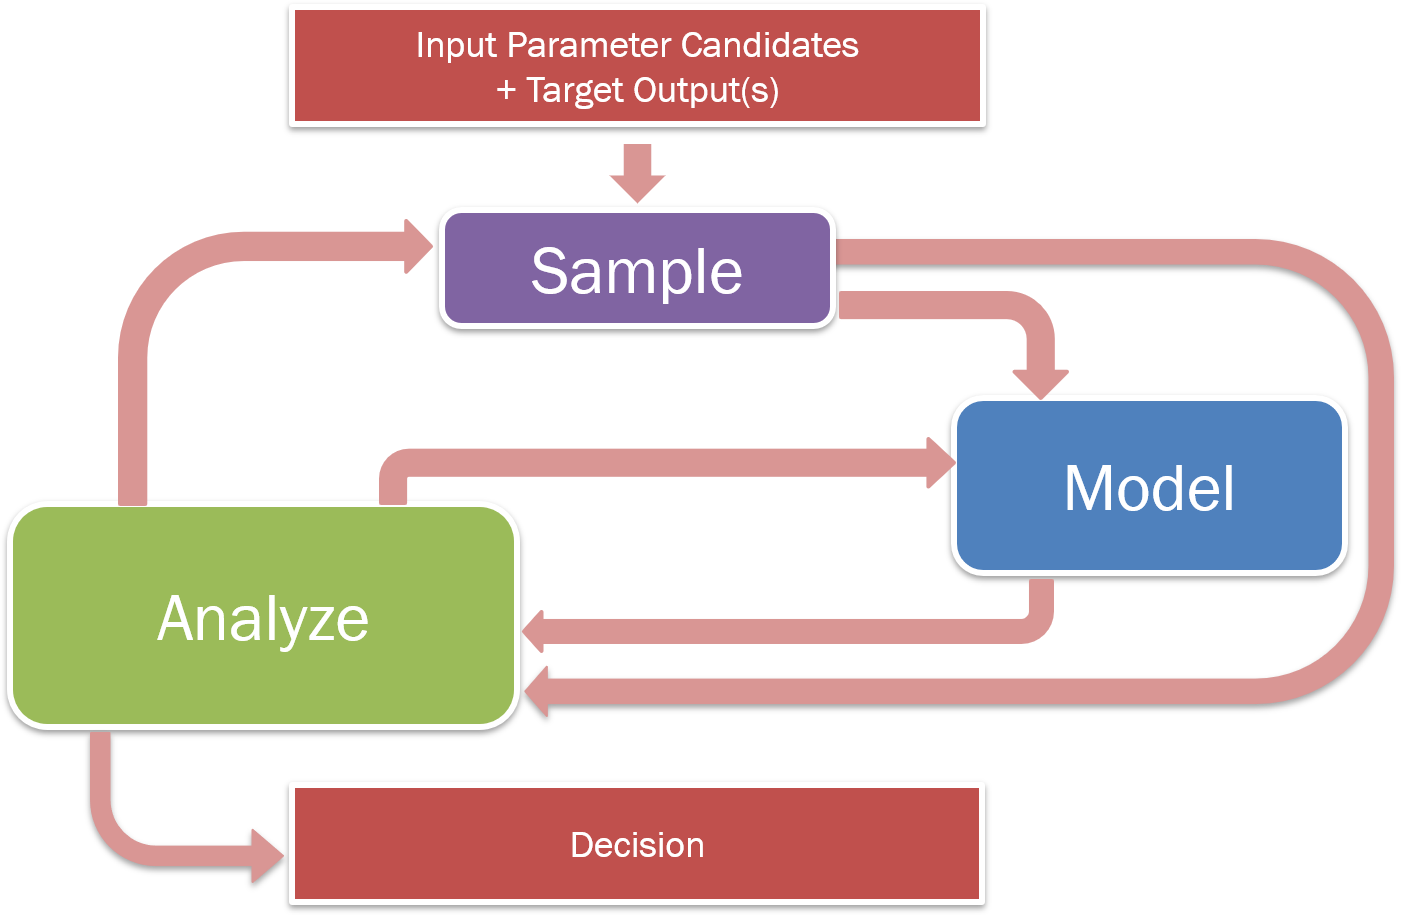 Input Parameter Candidates
+ Target Output(s)
Sample
Model
Analyze
Decision